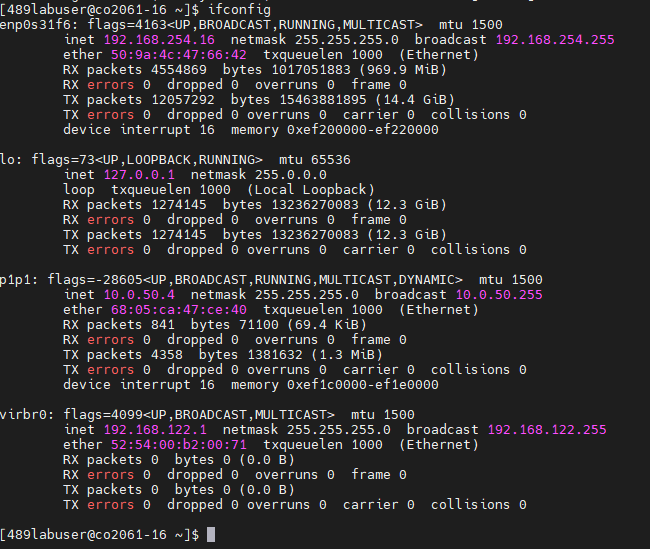 [489labuser@co2061-16 ~]$ ifconfig
enp0s31f6: flags=4163<UP,BROADCAST,RUNNING,MULTICAST>  mtu 1500
        inet 192.168.254.16  netmask 255.255.255.0  broadcast 192.168.254.255
        ether 50:9a:4c:47:66:42  txqueuelen 1000  (Ethernet)
        RX packets 4554869  bytes 1017051883 (969.9 MiB)
        RX errors 0  dropped 0  overruns 0  frame 0
        TX packets 12057292  bytes 15463881895 (14.4 GiB)
        TX errors 0  dropped 0 overruns 0  carrier 0  collisions 0
        device interrupt 16  memory 0xef200000-ef220000

lo: flags=73<UP,LOOPBACK,RUNNING>  mtu 65536
        inet 127.0.0.1  netmask 255.0.0.0
        loop  txqueuelen 1000  (Local Loopback)
        RX packets 1274145  bytes 13236270083 (12.3 GiB)
        RX errors 0  dropped 0  overruns 0  frame 0
        TX packets 1274145  bytes 13236270083 (12.3 GiB)
        TX errors 0  dropped 0 overruns 0  carrier 0  collisions 0

p1p1: flags=-28605<UP,BROADCAST,RUNNING,MULTICAST,DYNAMIC>  mtu 1500
        inet 10.0.50.4  netmask 255.255.255.0  broadcast 10.0.50.255
        ether 68:05:ca:47:ce:40  txqueuelen 1000  (Ethernet)
        RX packets 841  bytes 71100 (69.4 KiB)
        RX errors 0  dropped 0  overruns 0  frame 0
        TX packets 4358  bytes 1381632 (1.3 MiB)
        TX errors 0  dropped 0 overruns 0  carrier 0  collisions 0
        device interrupt 16  memory 0xef1c0000-ef1e0000

virbr0: flags=4099<UP,BROADCAST,MULTICAST>  mtu 1500
        inet 192.168.122.1  netmask 255.255.255.0  broadcast 192.168.122.255
        ether 52:54:00:b2:00:71  txqueuelen 1000  (Ethernet)
        RX packets 0  bytes 0 (0.0 B)
        RX errors 0  dropped 0  overruns 0  frame 0
        TX packets 0  bytes 0 (0.0 B)
        TX errors 0  dropped 0 overruns 0  carrier 0  collisions 0

[489labuser@co2061-16 ~]$